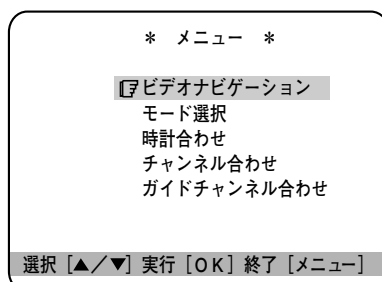 ＊ メニュー ＊
☞ビデオナビゲーション
モード選択
時計合わせ
チャンネル合わせ
ガイドチャンネル合わせ
選択［▲／▼］実行［OK］終了［メニュー］